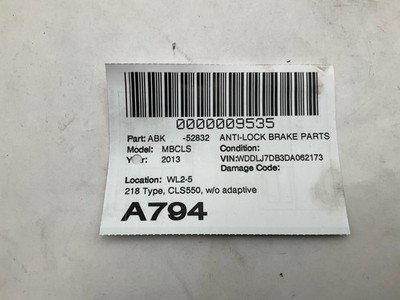 0000009535
Part: ABK -52832 ANTI-LOCK BRAKE PARTS
Model: MBCLS Condition:
Year: 2013 VIN:WDDLJ7DB3DA062173
Damage Code:
Location: WL2-5
218 Type, CLS550, w/o adaptive
A794